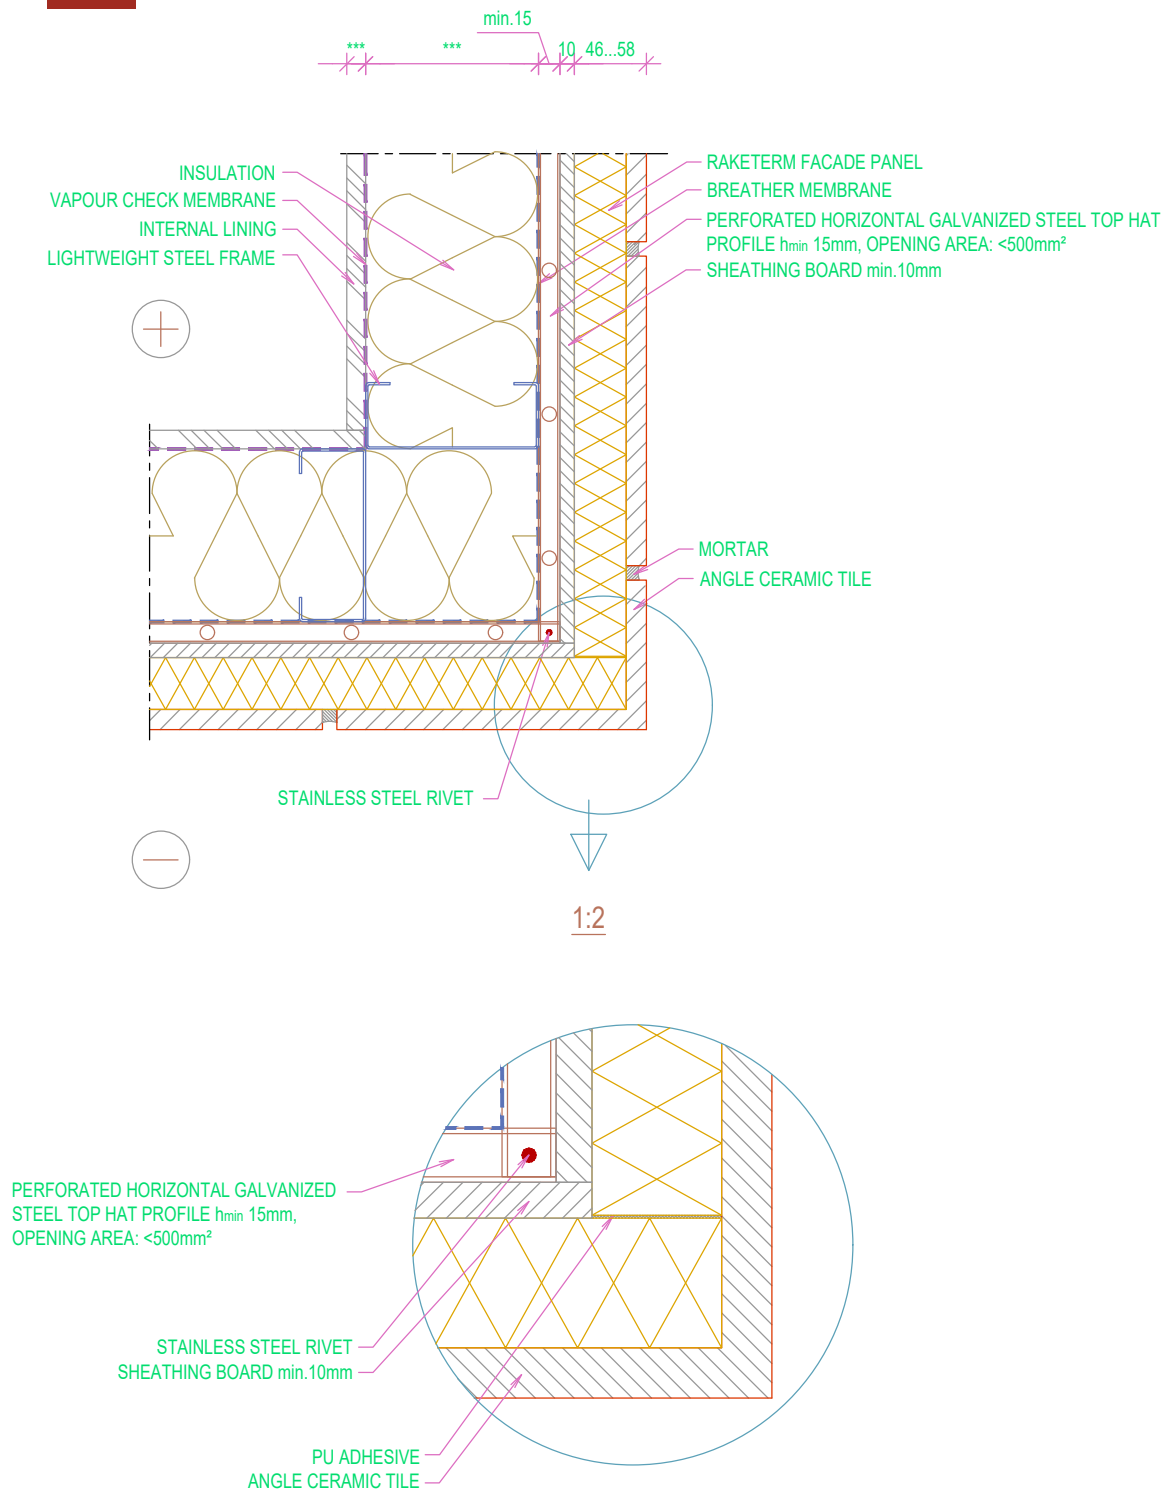 min.15
*** *** 10 46...58
INSULATION
VAPOUR CHECK MEMBRANE
INTERNAL LINING
LIGHTWEIGHT STEEL FRAME
RAKETERM FACADE PANEL
BREATHER MEMBRANE
PERFORATED HORIZONTAL GALVANIZED STEEL TOP HAT
PROFILE hmin 15mm, OPENING AREA: <500mm²
SHEATHING BOARD min.10mm
MORTAR
ANGLE CERAMIC TILE
STAINLESS STEEL RIVET
1:2
PERFORATED HORIZONTAL GALVANIZED
STEEL TOP HAT PROFILE hmin 15mm,
OPENING AREA: <500mm²
STAINLESS STEEL RIVET
SHEATHING BOARD min.10mm
PU ADHESIVE
ANGLE CERAMIC TILE